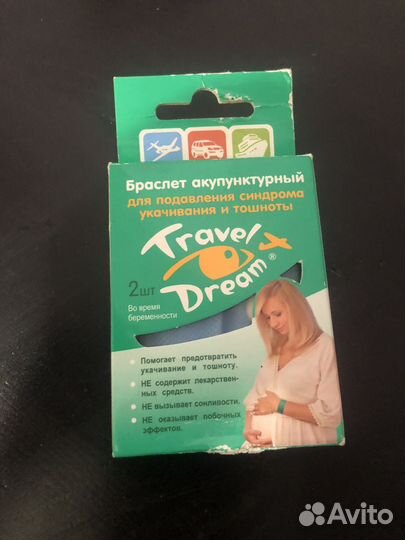 Браслет акупунктурный
для подавления синдрома
укачивания и тошноты
Travel
Dream®
2шт
Во время
беременности
• Помогает предотвратить
укачивание и тошноту.
• НЕ содержит лекарствен-
ных средств.
• НЕ вызывает сонливости.
• НЕ оказывает побочных
эффектов.
Avito